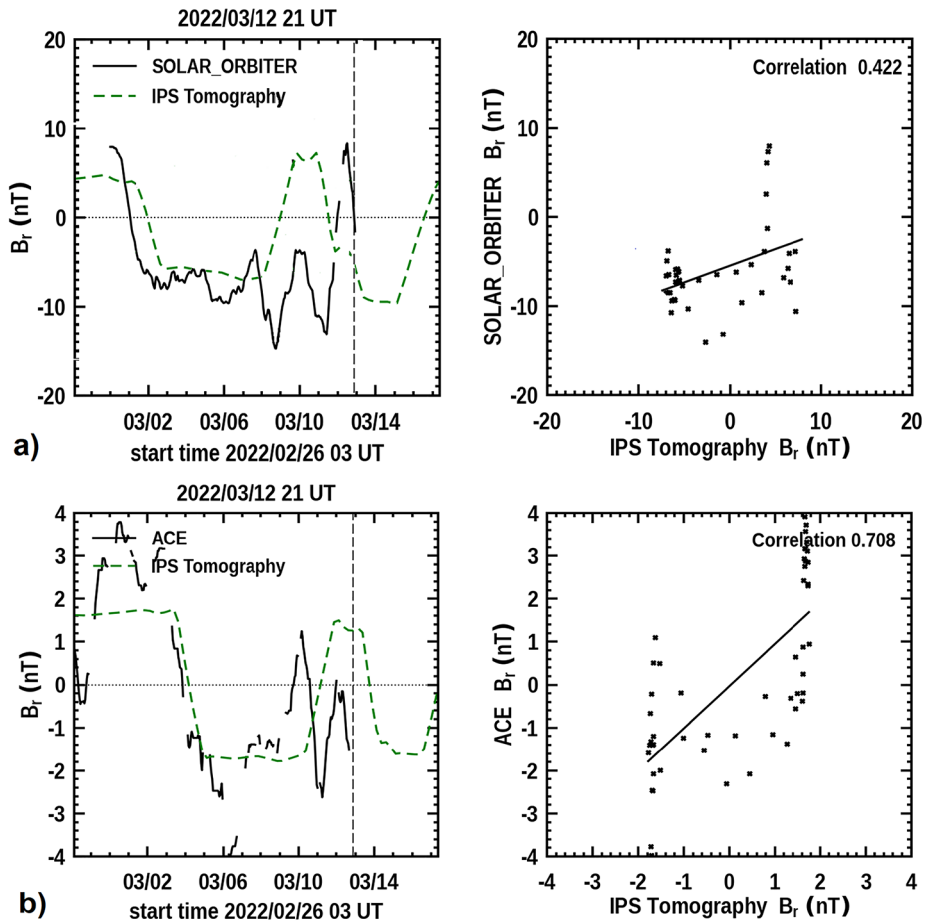 2022/03/12 21 UT
SOLAR_ORBITER
IPS Tomography
Br (nT)
20
10
0
-10
-20
03/02 03/06 03/10 03/14
start time 2022/02/26 03 UT
a)
Correlation 0.422
SOLAR_ORBITER Br (nT)
20
10
0
-10
-20
-20 -10 0 10 20
IPS Tomography Br (nT)
2022/03/12 21 UT
ACE
IPS Tomography
Br (nT)
4
3
2
1
0
-1
-2
-3
-4
03/02 03/06 03/10 03/14
start time 2022/02/26 03 UT
b)
Correlation 0.708
ACE Br (nT)
4
3
2
1
0
-1
-2
-3
-4
-4 -3 -2 -1 0 1 2 3 4
IPS Tomography Br (nT)